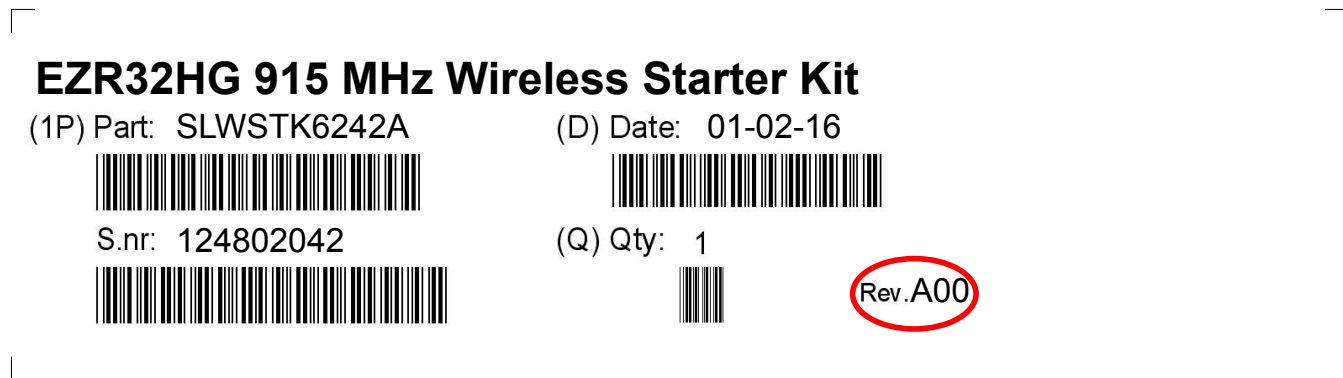 EZR32HG 915 MHz Wireless Starter Kit
(1P) Part: SLWSTK6242A (D) Date: 01-02-16
S.nr: 124802042 (Q) Qty: 1
Rev.A00